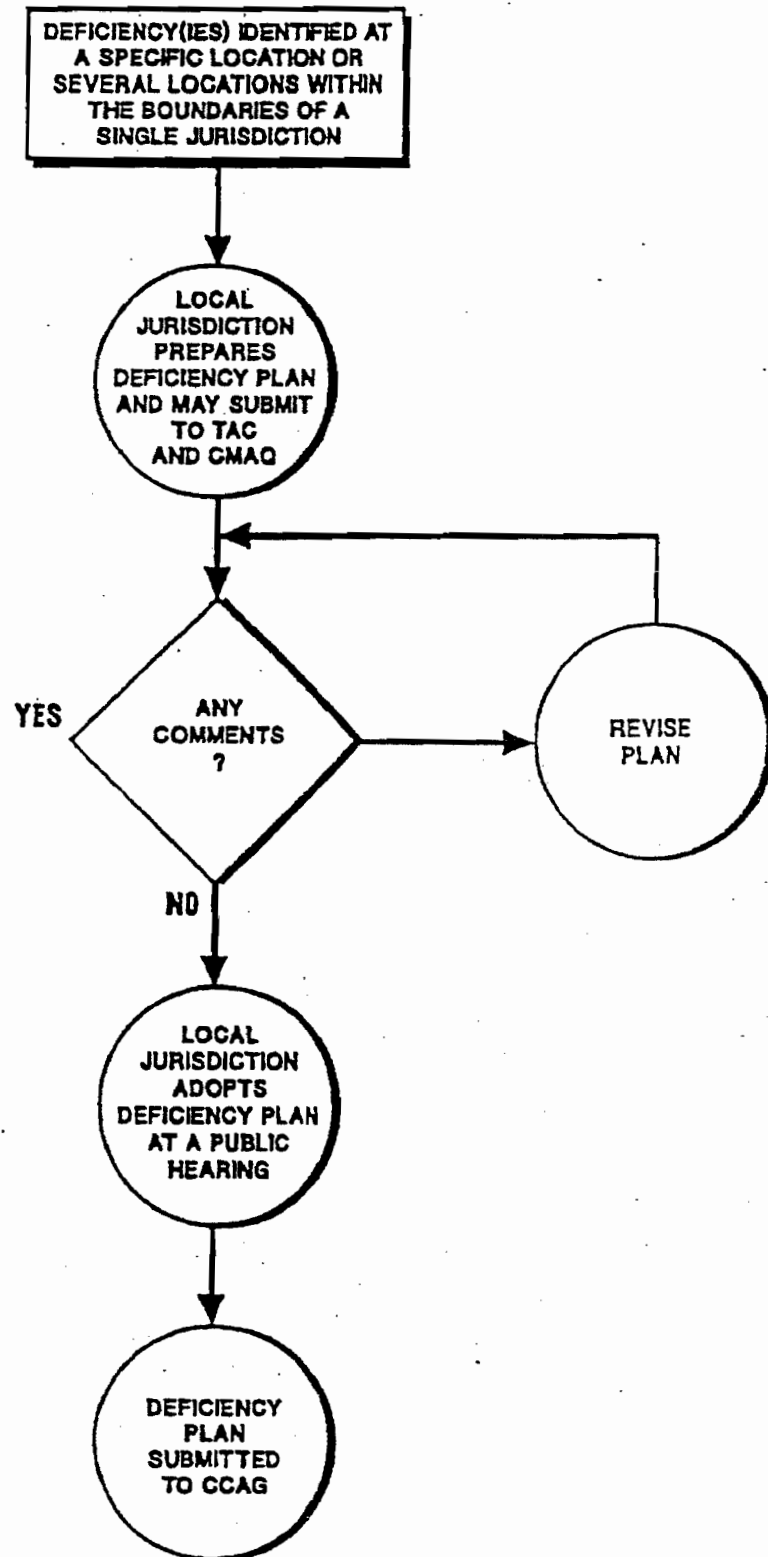 DEFICIENCY(IES) IDENTIFIED AT
A SPECIFIC LOCATION OR
SEVERAL LOCATIONS WITHIN
THE BOUNDARIES OF A
SINGLE JURISDICTION
LOCAL
JURISDICTION
PREPARES
DEFICIENCY PLAN
AND MAY SUBMIT
TO TAC
AND CMAQ
YES
ANY
COMMENTS
?
REVISE
PLAN
NO
LOCAL
JURISDICTION
ADOPTS
DEFICIENCY PLAN
AT A PUBLIC
HEARING
DEFICIENCY
PLAN
SUBMITTED
TO CCAG